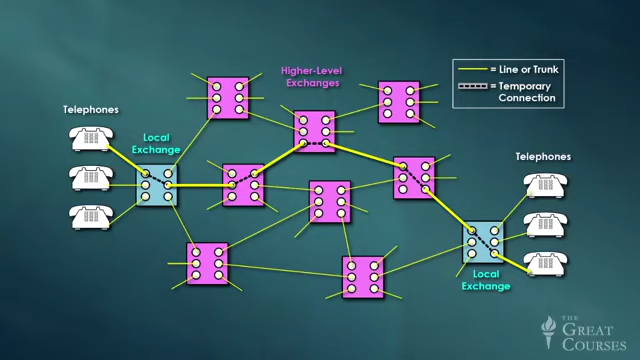 Higher-Level
Exchanges
= Line or Trunk
= Temporary
Connection
Telephones
Local
Exchange
Telephones
Local
Exchange
THE
GREAT
COURSES